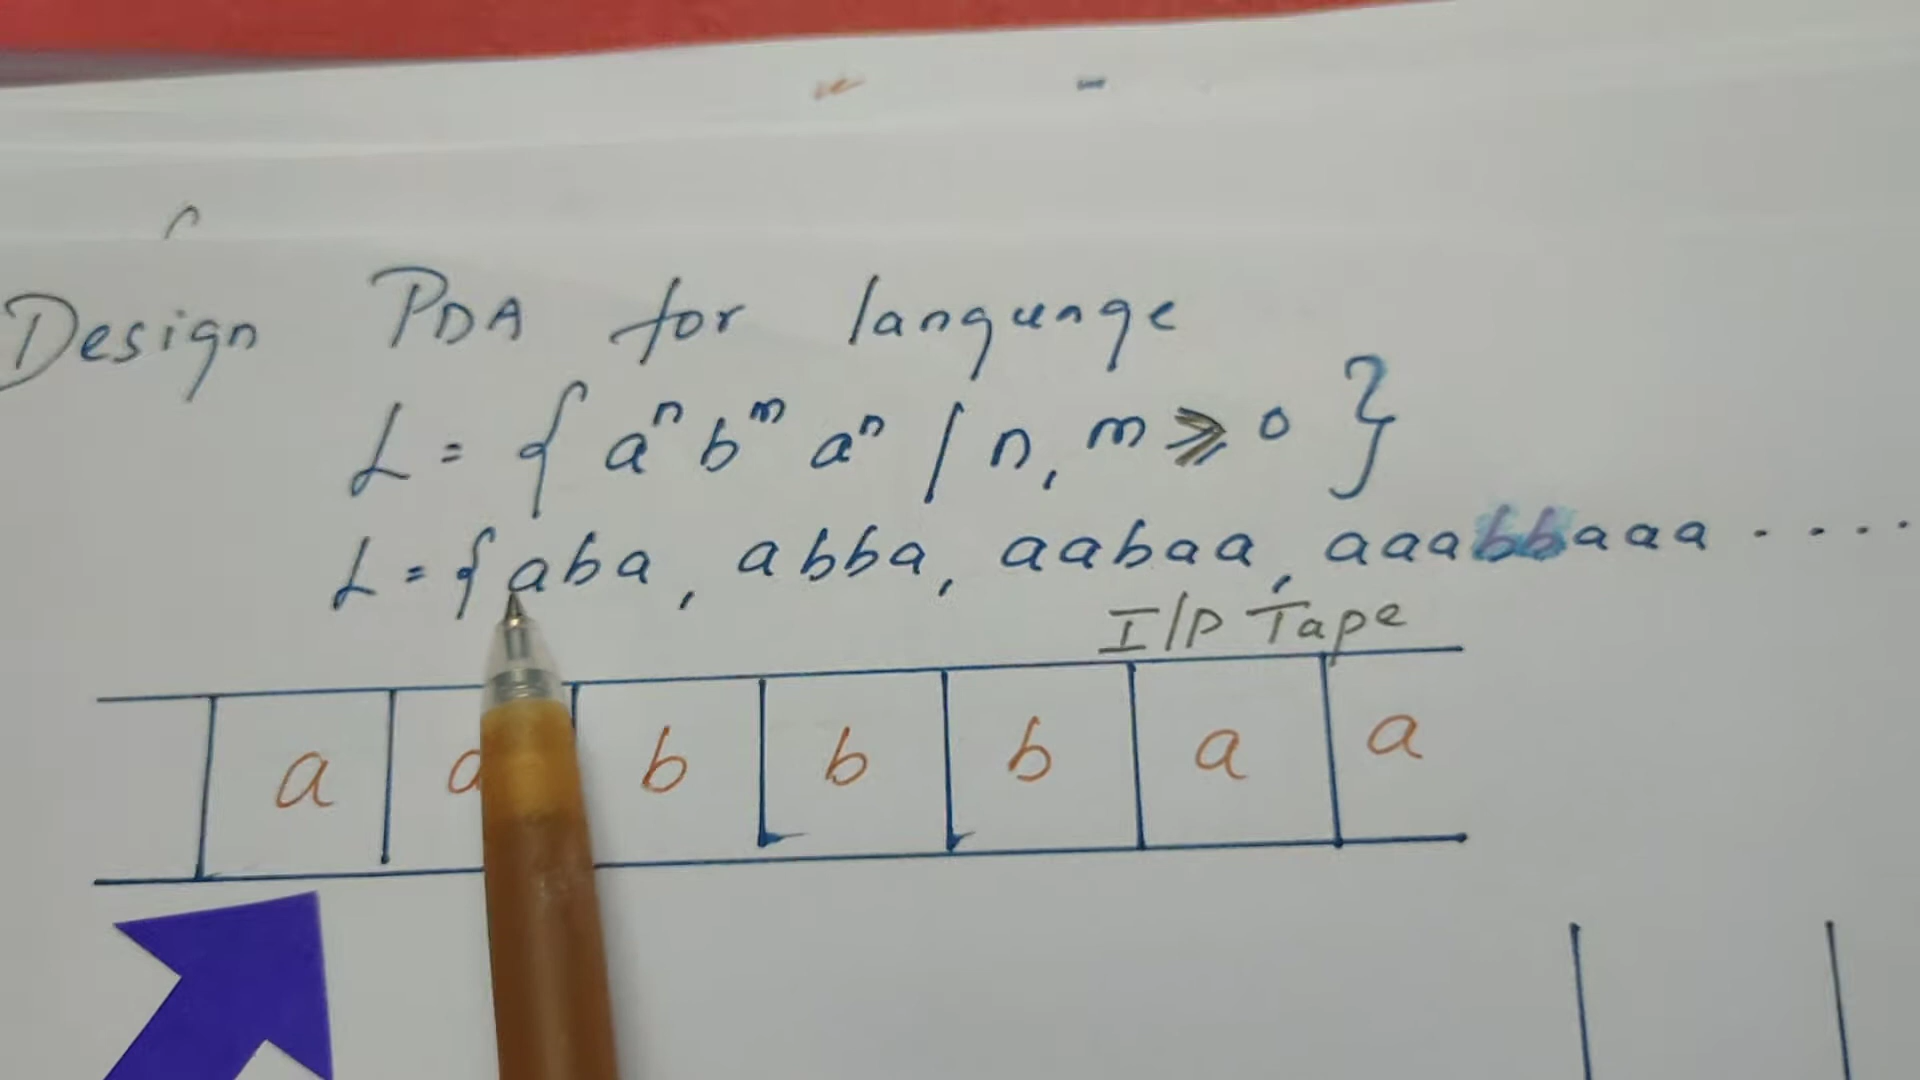 Design PDA for language
L = { aⁿ bᵐ aⁿ / n, m ⩾ 0 }
L = { aba, abba, aabaa, aaabbaaa ....
I/P Tape
a a b b b a a